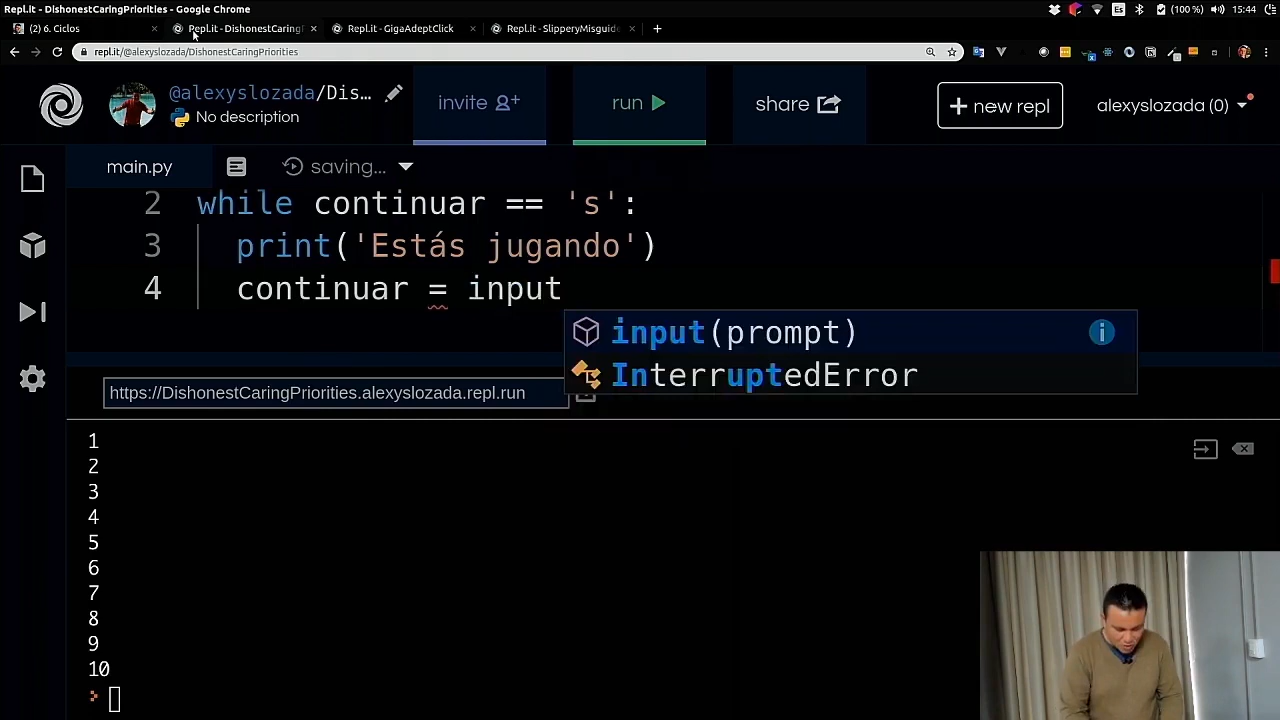 Repl.it - DishonestCaringPriorities - Google Chrome
Es (100 %) 15:44
(2) 6. Ciclos × Repl.it - DishonestCaring × Repl.it - GigaAdeptClick × Repl.it - SlipperyMisguid ×
repl.it/@alexyslozada/DishonestCaringPriorities
@alexyslozada/Dis...
No description
invite
run
share
+ new repl
alexyslozada (0)
main.py
saving...
2 while continuar == 's':
3 print('Estás jugando')
4 continuar = input
input(prompt)
InterruptedError
https://DishonestCaringPriorities.alexyslozada.repl.run
1
2
3
4
5
6
7
8
9
10